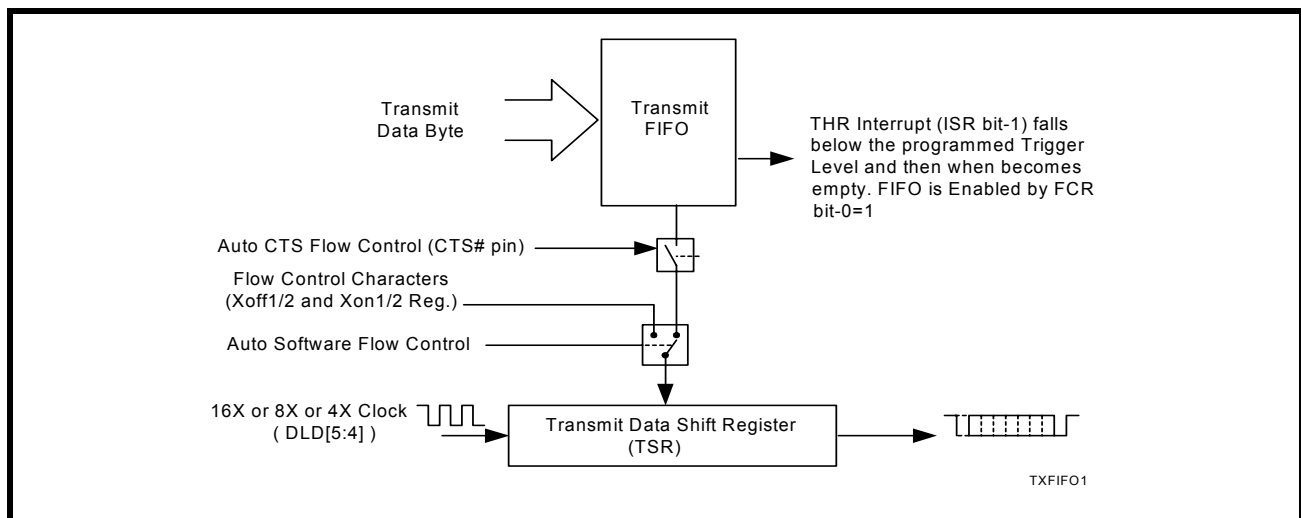 Transmit
Data Byte
Transmit
FIFO
THR Interrupt (ISR bit-1) falls
below the programmed Trigger
Level and then when becomes
empty. FIFO is Enabled by FCR
bit-0=1
Auto CTS Flow Control (CTS# pin)
Flow Control Characters
(Xoff1/2 and Xon1/2 Reg.)
Auto Software Flow Control
16X or 8X or 4X Clock
( DLD[5:4] )
Transmit Data Shift Register
(TSR)
TXFIFO1